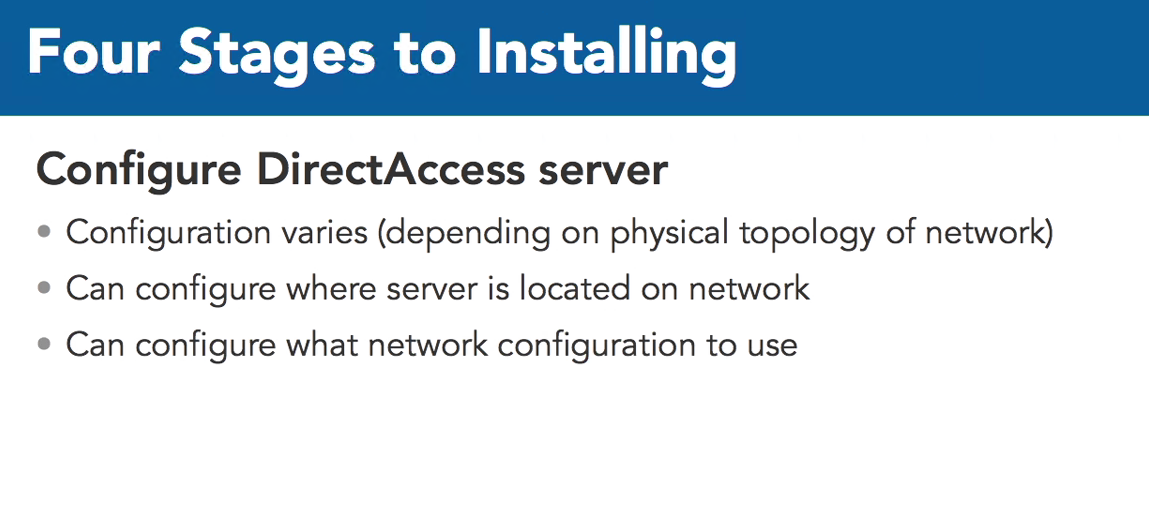 Four Stages to Installing
Configure DirectAccess server
• Configuration varies (depending on physical topology of network)
• Can configure where server is located on network
• Can configure what network configuration to use